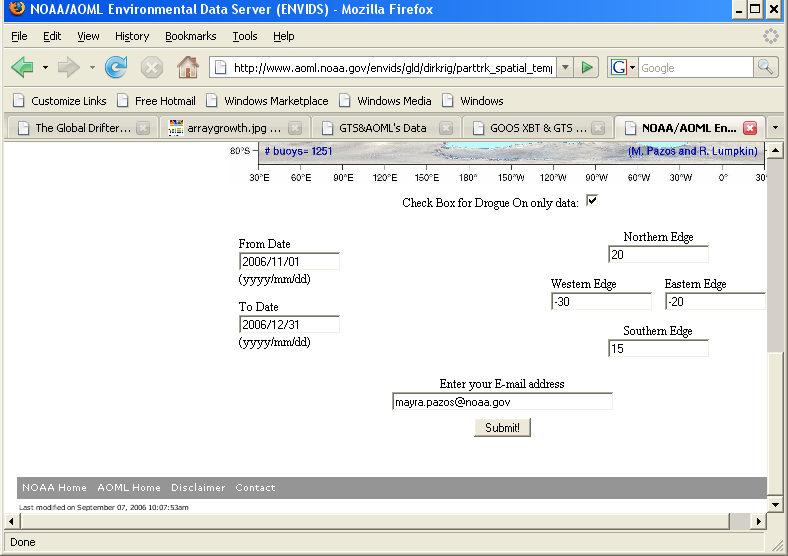 NOAA/AOML Environmental Data Server (ENVIDS) - Mozilla Firefox
File Edit View History Bookmarks Tools Help
http://www.aoml.noaa.gov/envids/gld/dirkrig/parttrk_spatial_temp G Google
Customize Links Free Hotmail Windows Marketplace Windows Media Windows
The Global Drifter... arraygrowth.jpg ... GTS&AOML's Data GOOS XBT & GTS ... NOAA/AOML En...
80°S # buoys= 1251 (M. Pazos and R. Lumpkin)
30°E 60°E 90°E 120°E 150°E 180° 150°W 120°W 90°W 60°W 30°W 0° 30°
Check Box for Drogue On only data:
From Date
2006/11/01
(yyyy/mm/dd)
To Date
2006/12/31
(yyyy/mm/dd)
Northern Edge
20
Western Edge Eastern Edge
-30 -20
Southern Edge
15
Enter your E-mail address
mayra.pazos@noaa.gov
Submit!
NOAA Home AOML Home Disclaimer Contact
Last modified on September 07, 2006 10:07:53am
Done